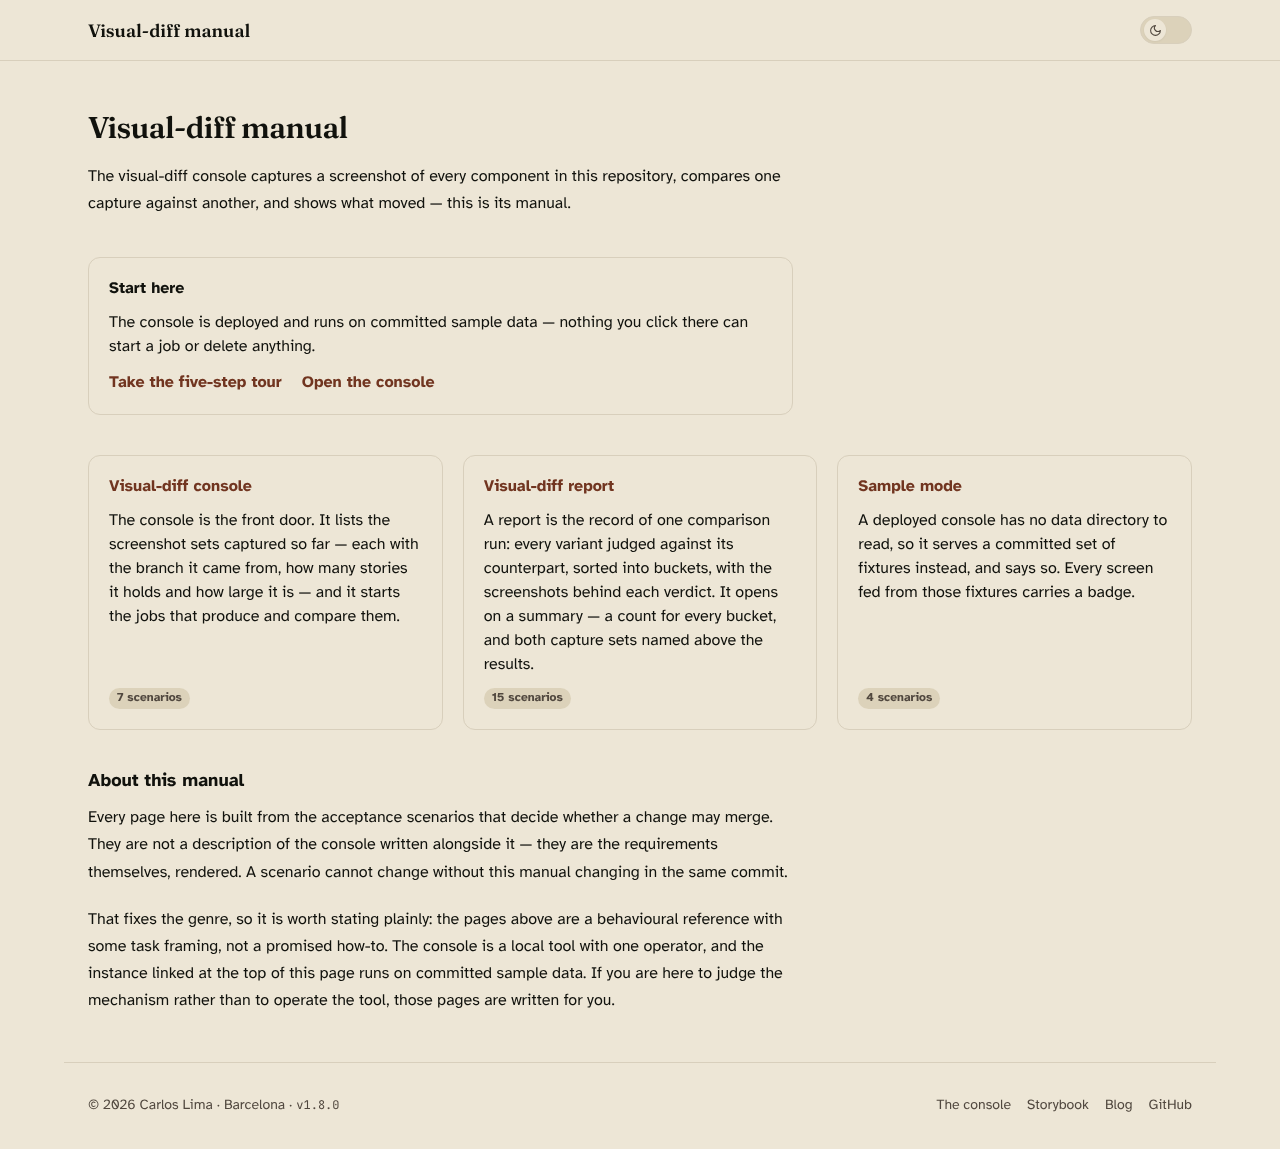 Visual-diff manual
Visual-diff manual
The visual-diff console captures a screenshot of every component in this repository, compares one
capture against another, and shows what moved — this is its manual.
Start here
The console is deployed and runs on committed sample data — nothing you click there can
start a job or delete anything.
Take the five-step tour Open the console
Visual-diff console
The console is the front door. It lists the
screenshot sets captured so far — each with
the branch it came from, how many stories
it holds and how large it is — and it starts
the jobs that produce and compare them.
7 scenarios
Visual-diff report
A report is the record of one comparison
run: every variant judged against its
counterpart, sorted into buckets, with the
screenshots behind each verdict. It opens
on a summary — a count for every bucket,
and both capture sets named above the
results.
15 scenarios
Sample mode
A deployed console has no data directory to
read, so it serves a committed set of
fixtures instead, and says so. Every screen
fed from those fixtures carries a badge.
4 scenarios
About this manual
Every page here is built from the acceptance scenarios that decide whether a change may merge.
They are not a description of the console written alongside it — they are the requirements
themselves, rendered. A scenario cannot change without this manual changing in the same commit.
That fixes the genre, so it is worth stating plainly: the pages above are a behavioural reference with
some task framing, not a promised how-to. The console is a local tool with one operator, and the
instance linked at the top of this page runs on committed sample data. If you are here to judge the
mechanism rather than to operate the tool, those pages are written for you.
© 2026 Carlos Lima · Barcelona · v1.8.0
The console Storybook Blog GitHub